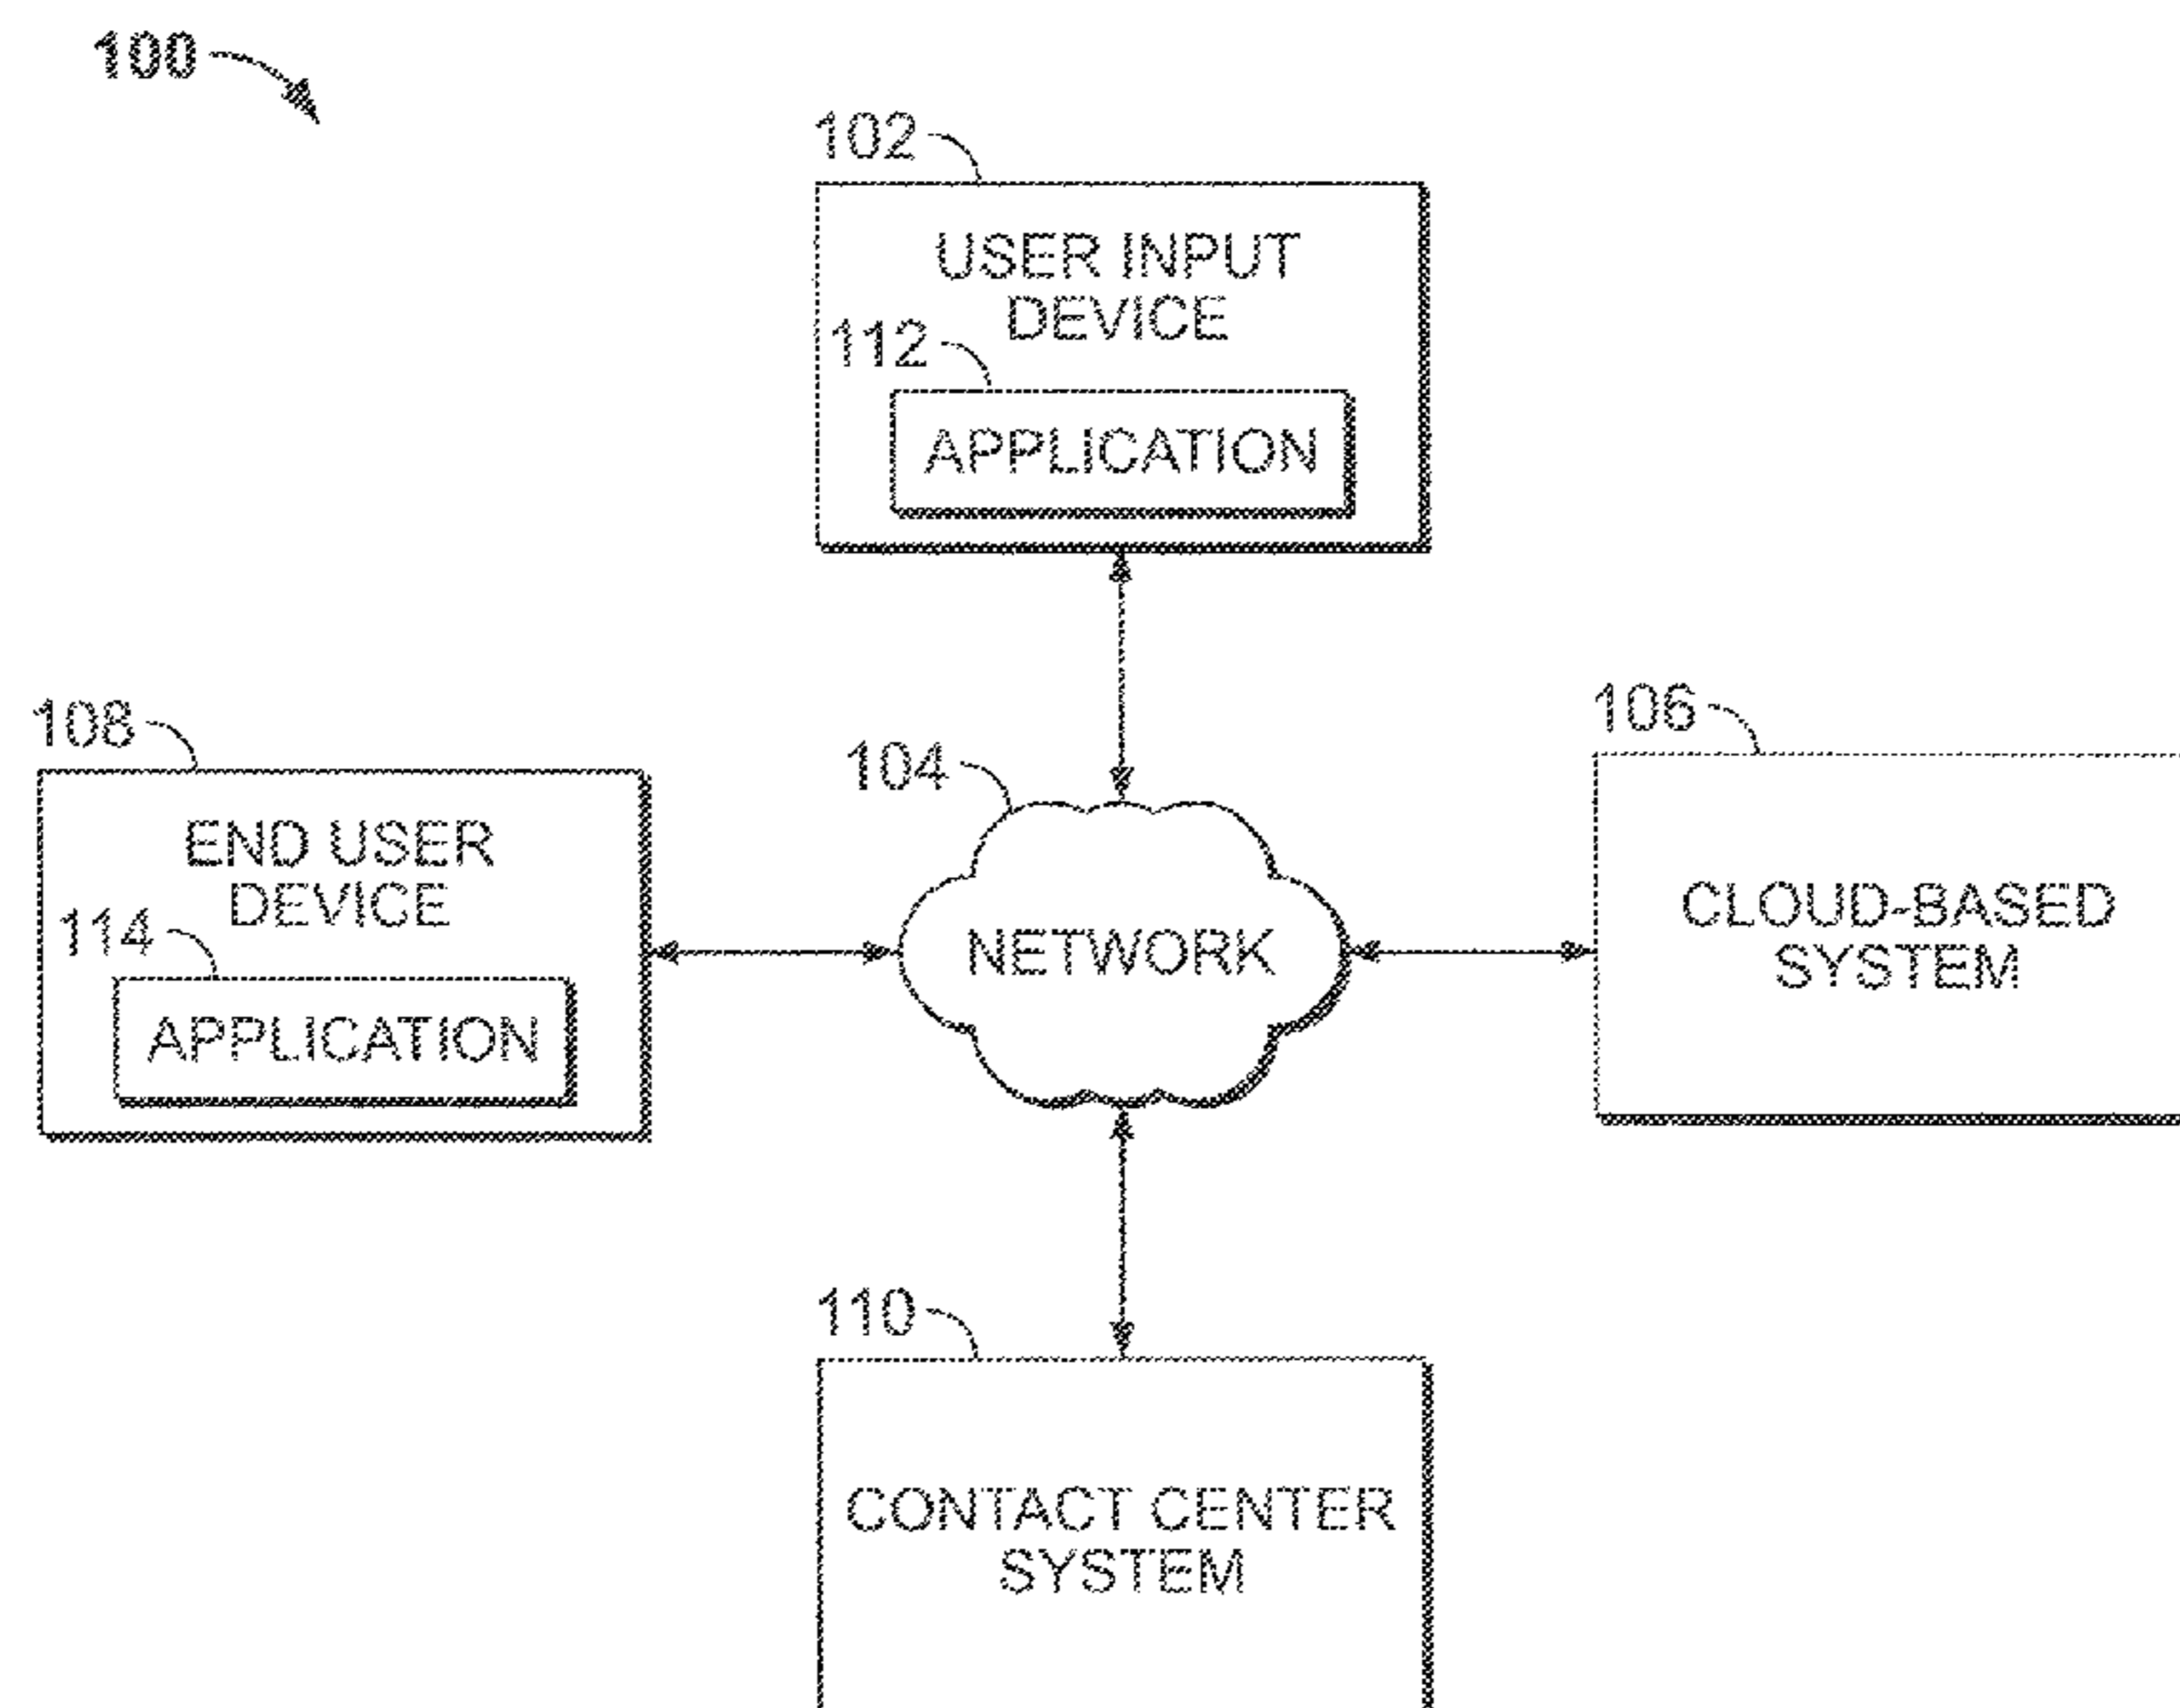 100
102
USER INPUT
DEVICE
112
APPLICATION
108
END USER
DEVICE
114
APPLICATION
104
NETWORK
106
CLOUD-BASED
SYSTEM
110
CONTACT CENTER
SYSTEM